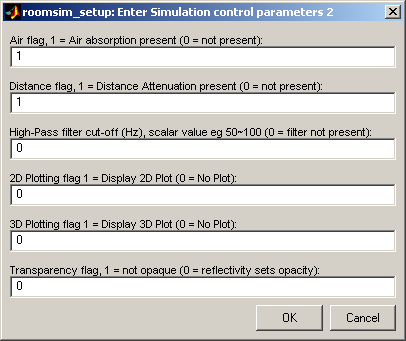 roomsim_setup: Enter Simulation control parameters 2
Air flag, 1 = Air absorption present (0 = not present):
1
Distance flag, 1 = Distance Attenuation present (0 = not present):
1
High-Pass filter cut-off (Hz), scalar value eg 50~100 (0 = filter not present):
0
2D Plotting flag 1 = Display 2D Plot (0 = No Plot):
0
3D Plotting flag 1 = Display 3D Plot (0 = No Plot):
0
Transparency flag, 1 = not opaque (0 = reflectivity sets opacity):
0
OK Cancel